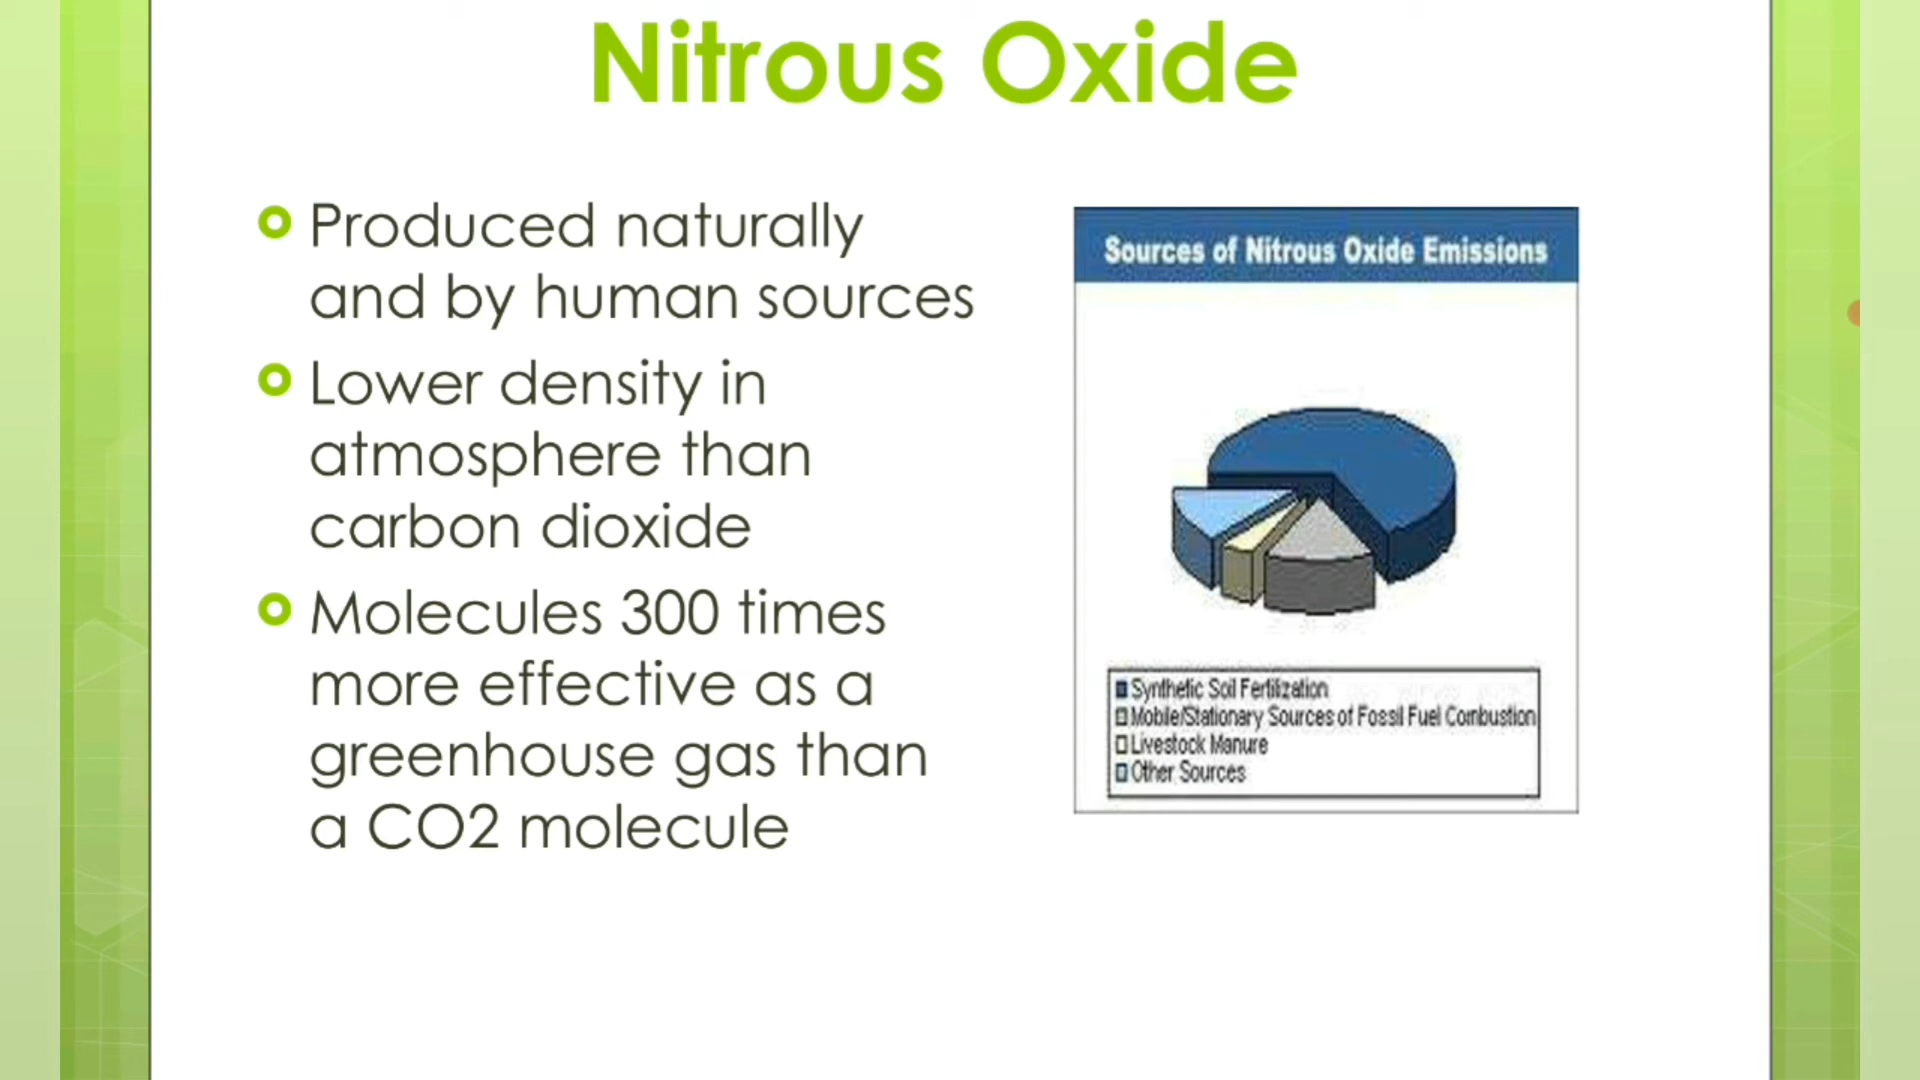 Nitrous Oxide
Produced naturally
and by human sources
Lower density in
atmosphere than
carbon dioxide
Molecules 300 times
more effective as a
greenhouse gas than
a CO2 molecule
Sources of Nitrous Oxide Emissions
Synthetic Soil Fertilization
Mobile/Stationary Sources of Fossil Fuel Combustion
Livestock Manure
Other Sources